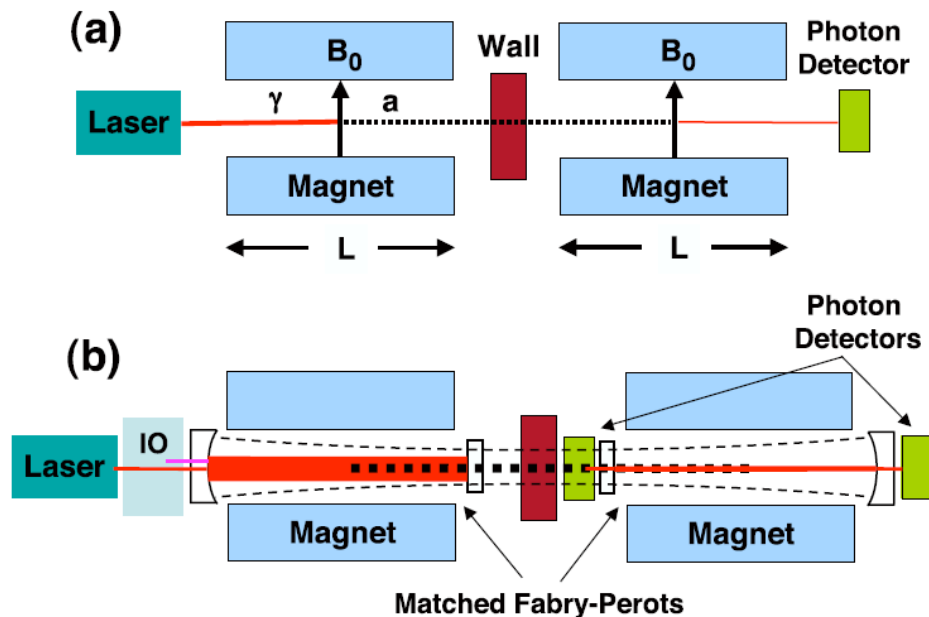 (a)
B₀
Wall
B₀
Photon
Detector
Laser
γ
a
Magnet
Magnet
L
L
Photon
Detectors
(b)
IO
Laser
Magnet
Magnet
Matched Fabry-Perots